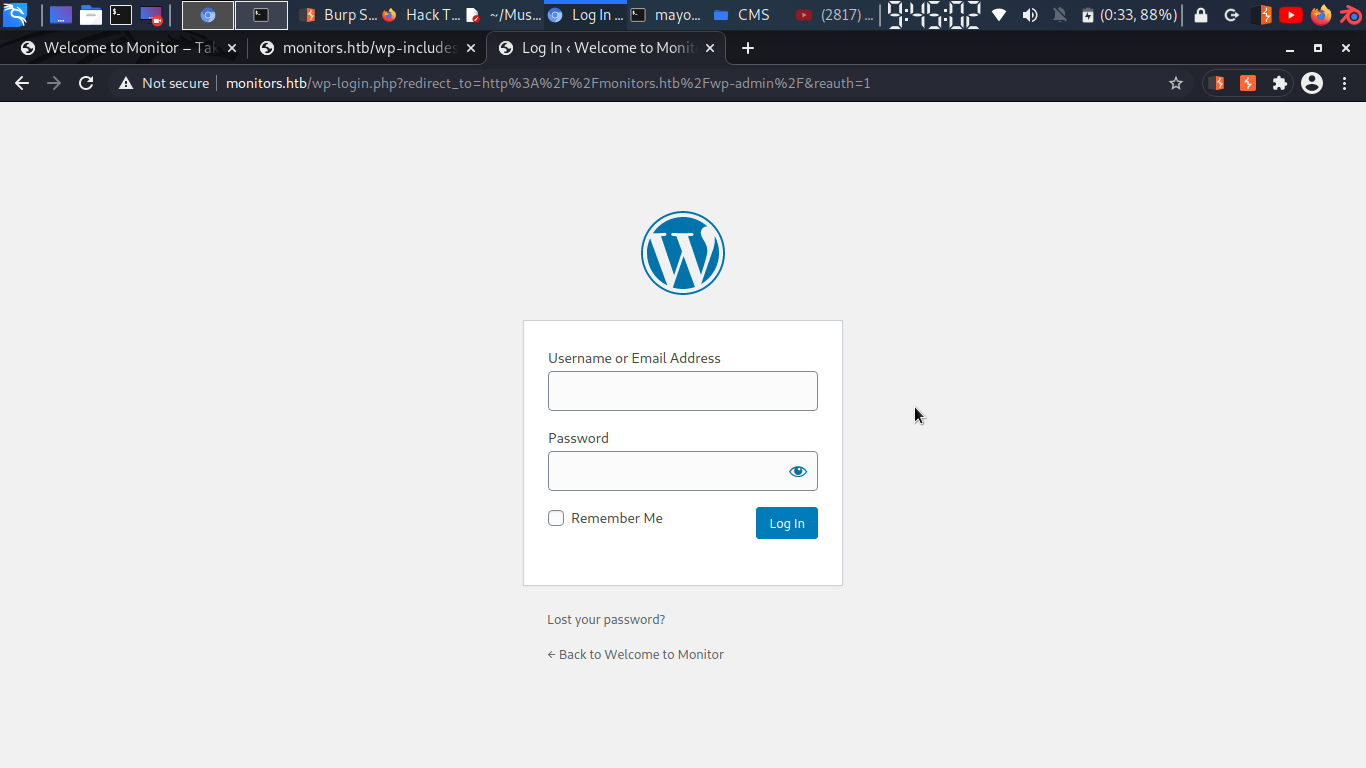 Burp S... Hack T... ~/Mus... Log In ... mayo... CMS (2817) ... 9:45:02 (0:33, 88%)
Welcome to Monitor – Tak monitors.htb/wp-includes Log In ‹ Welcome to Monit
Not secure monitors.htb/wp-login.php?redirect_to=http%3A%2F%2Fmonitors.htb%2Fwp-admin%2F&reauth=1
Username or Email Address
Password
Remember Me Log In
Lost your password?
← Back to Welcome to Monitor